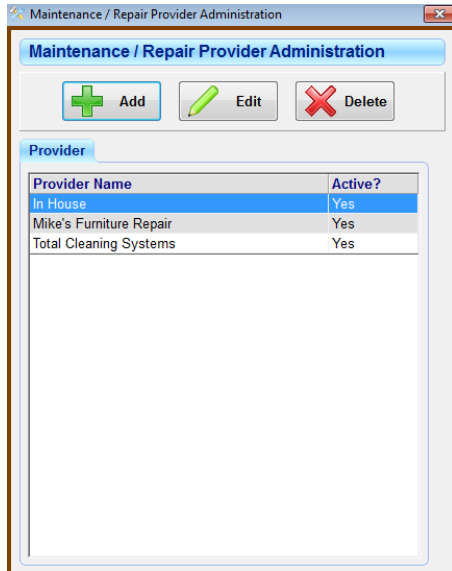 Maintenance / Repair Provider Administration
Maintenance / Repair Provider Administration
Add Edit Delete
Provider
Provider Name Active?
In House Yes
Mike's Furniture Repair Yes
Total Cleaning Systems Yes